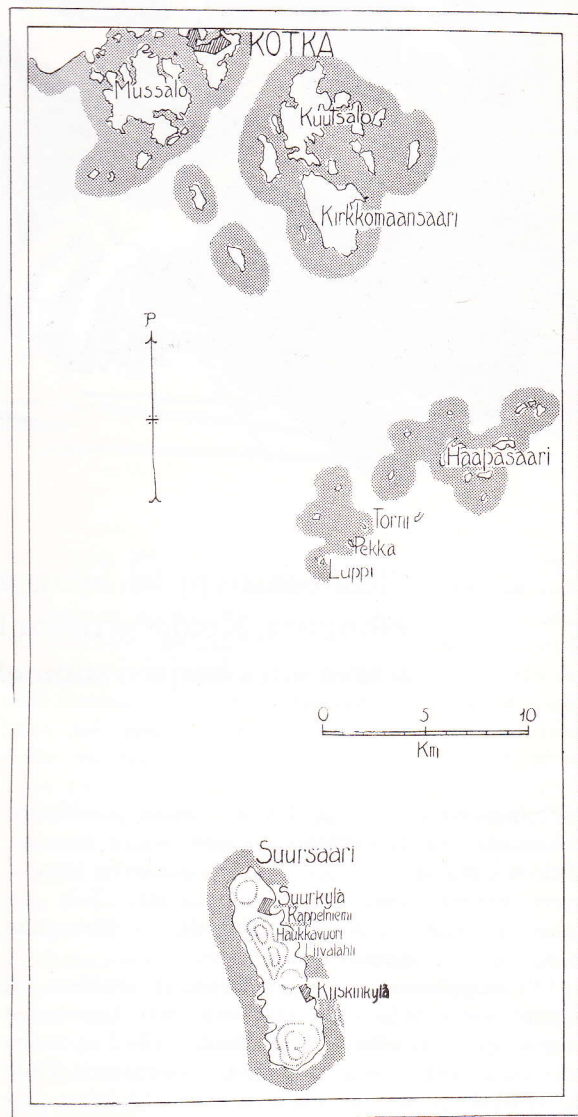 KOTKA
Mussalo
Kuutsalo
Kirkkomaansaari
P
Haapasaari
Torni
Pekka
Luppi
0 5 10
Km
Suursaari
Suurkylä
Kappelniemi
Haukkavuori
Liivalahti
Kiiskinkylä